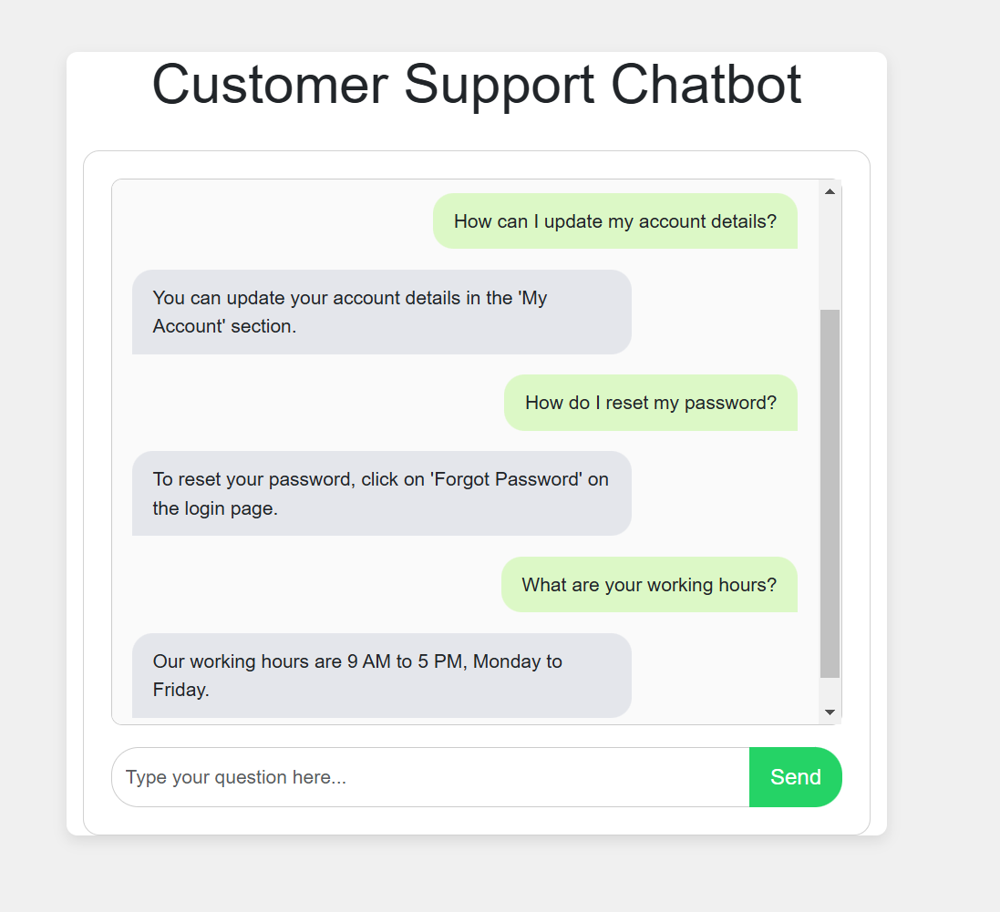 Customer Support Chatbot
How can I update my account details?
You can update your account details in the 'My
Account' section.
How do I reset my password?
To reset your password, click on 'Forgot Password' on
the login page.
What are your working hours?
Our working hours are 9 AM to 5 PM, Monday to
Friday.
Type your question here...
Send